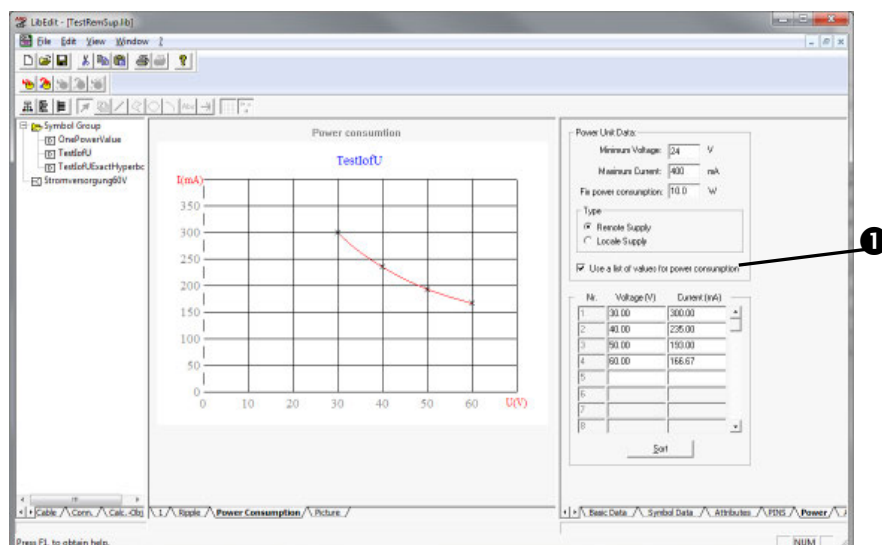 LibEdit - [TestRemSup.lib]
File Edit View Window ?
Symbol Group
OnePowerValue
TestIofU
TestIofUExactHyperbc
Stromversorgung60V
Power consumtion
TestIofU
I(mA)
350
300
250
200
150
100
50
0
0 10 20 30 40 50 60 U(V)
Power Unit Data:
Minimum Voltage: 24 V
Maximum Current: 400 mA
Fix power consumption: 10.0 W
Type
Remote Supply
Locale Supply
Use a list of values for power consumption
1
Nr. Voltage (V) Current (mA)
1 30.00 300.00
2 40.00 235.00
3 50.00 193.00
4 60.00 166.67
5
6
7
8
Sort
Cable Conn. Calc.-Obj 1 Ripple Power Consumption Picture Basic Data Symbol Data Attributes PINS Power
Press F1, to obtain help. NUM